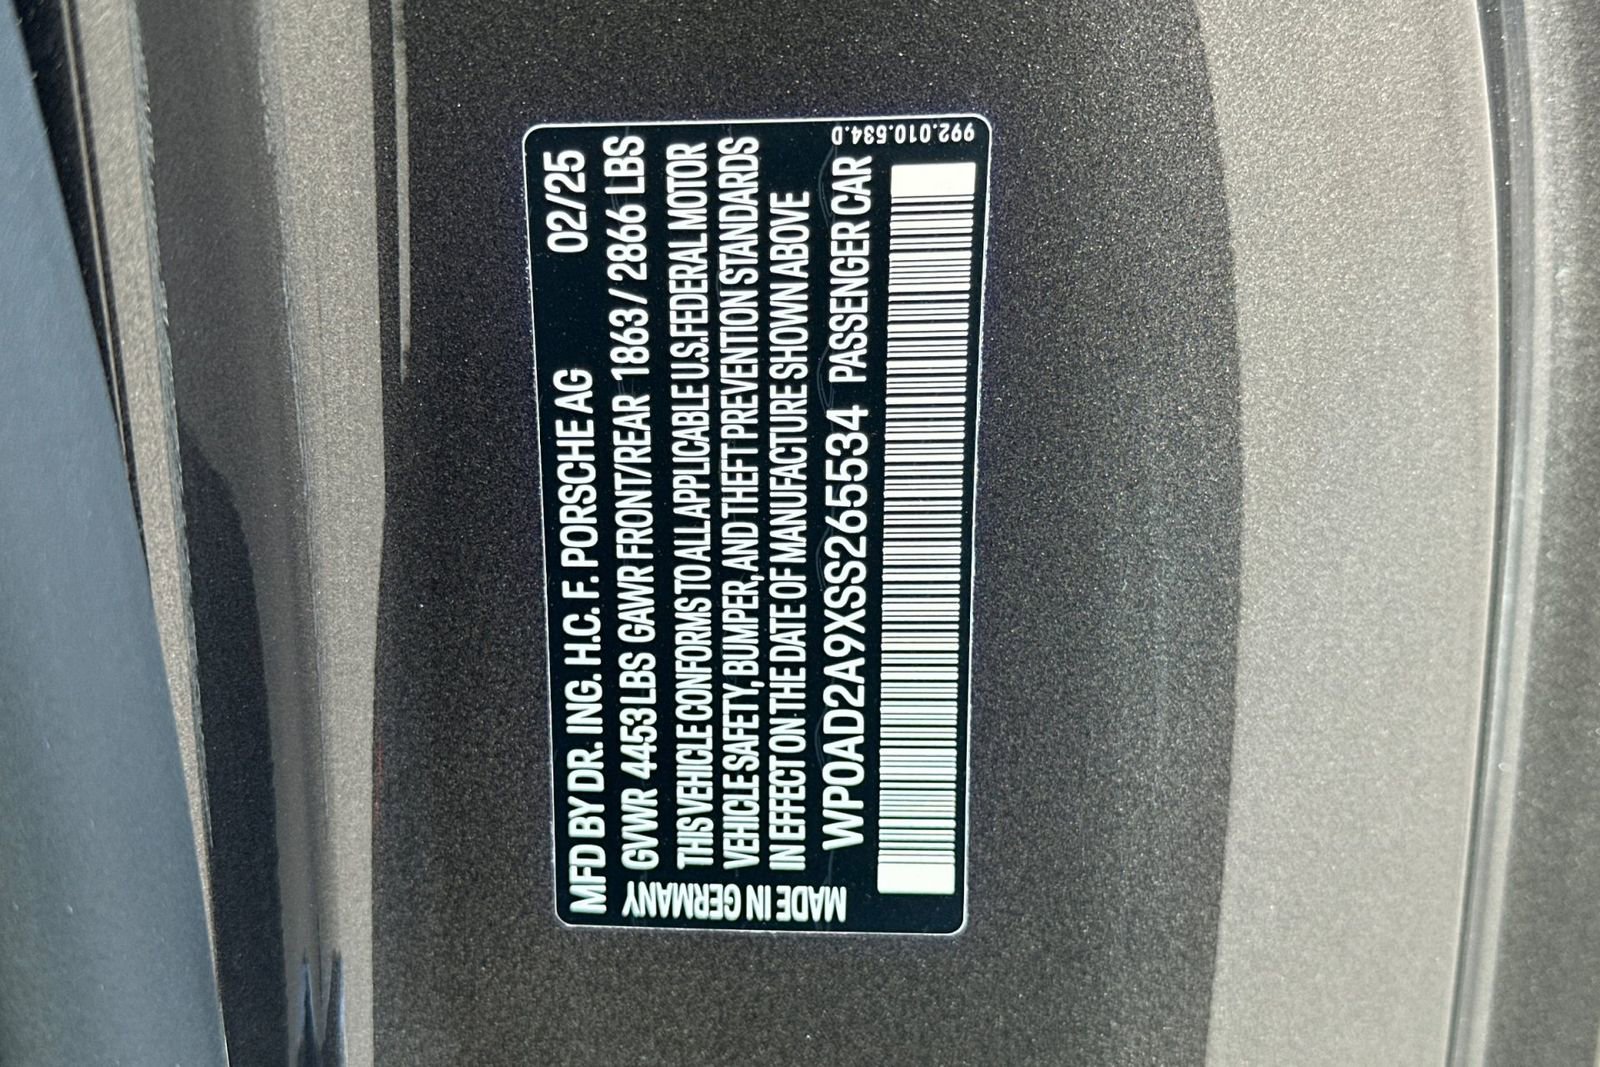 MFD BY DR. ING. H.C. F. PORSCHE AG 02/25
GVWR 4453 LBS GAWR FRONT/REAR 1863 / 2866 LBS
THIS VEHICLE CONFORMS TO ALL APPLICABLE U.S. FEDERAL MOTOR
VEHICLE SAFETY, BUMPER, AND THEFT PREVENTION STANDARDS
IN EFFECT ON THE DATE OF MANUFACTURE SHOWN ABOVE
WP0AD2A9XSS265534 PASSENGER CAR
MADE IN GERMANY
992.010.534.D